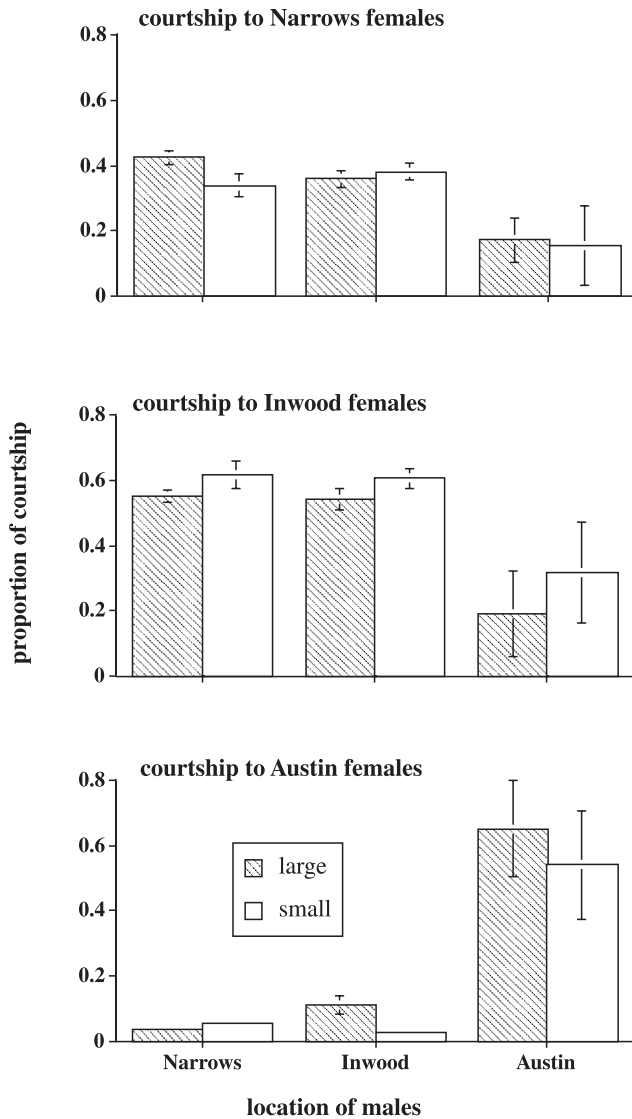 courtship to Narrows females
0.8
0.6
0.4
0.2
0
courtship to Inwood females
0.8
0.6
0.4
0.2
0
proportion of courtship
courtship to Austin females
0.8
0.6
0.4
0.2
0
large
small
Narrows Inwood Austin
location of males